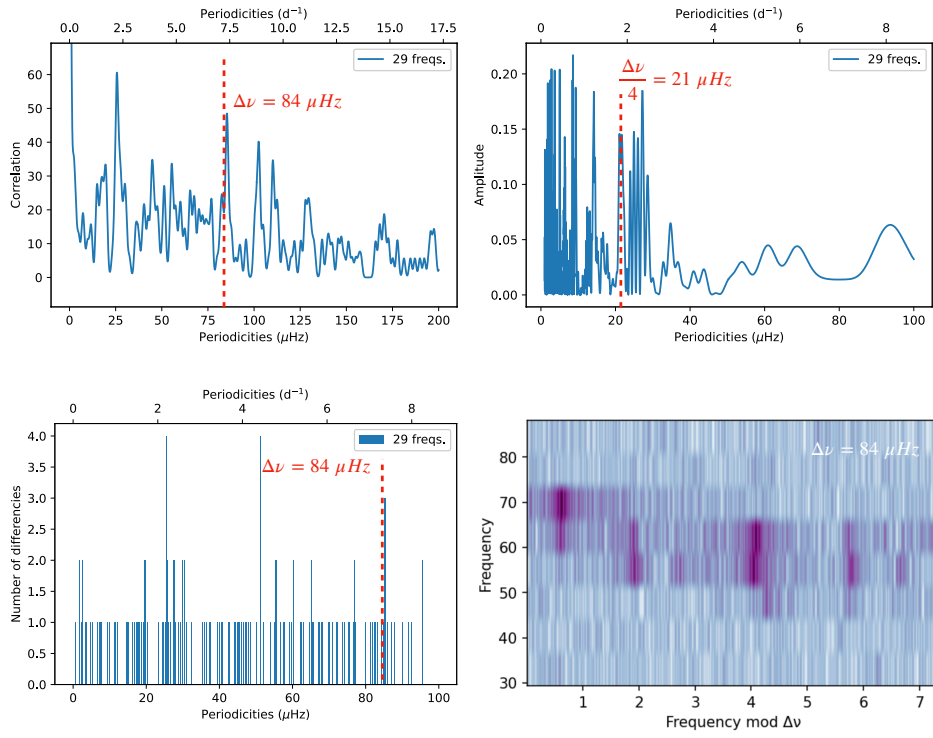 Periodicities (d⁻¹)
0.0 2.5 5.0 7.5 10.0 12.5 15.0 17.5
29 freqs.
Δν = 84 μHz
Correlation
60
50
40
30
20
10
0
0 25 50 75 100 125 150 175 200
Periodicities (μHz)
Periodicities (d⁻¹)
0 2 4 6 8
29 freqs.
Δν/4 = 21 μHz
Amplitude
0.20
0.15
0.10
0.05
0.00
0 20 40 60 80 100
Periodicities (μHz)
Periodicities (d⁻¹)
0 2 4 6 8
29 freqs.
Δν = 84 μHz
Number of differencies
4.0
3.5
3.0
2.5
2.0
1.5
1.0
0.5
0.0
0 20 40 60 80 100
Periodicities (μHz)
Δν = 84 μHz
Frequency
80
70
60
50
40
30
1 2 3 4 5 6 7
Frequency mod Δν